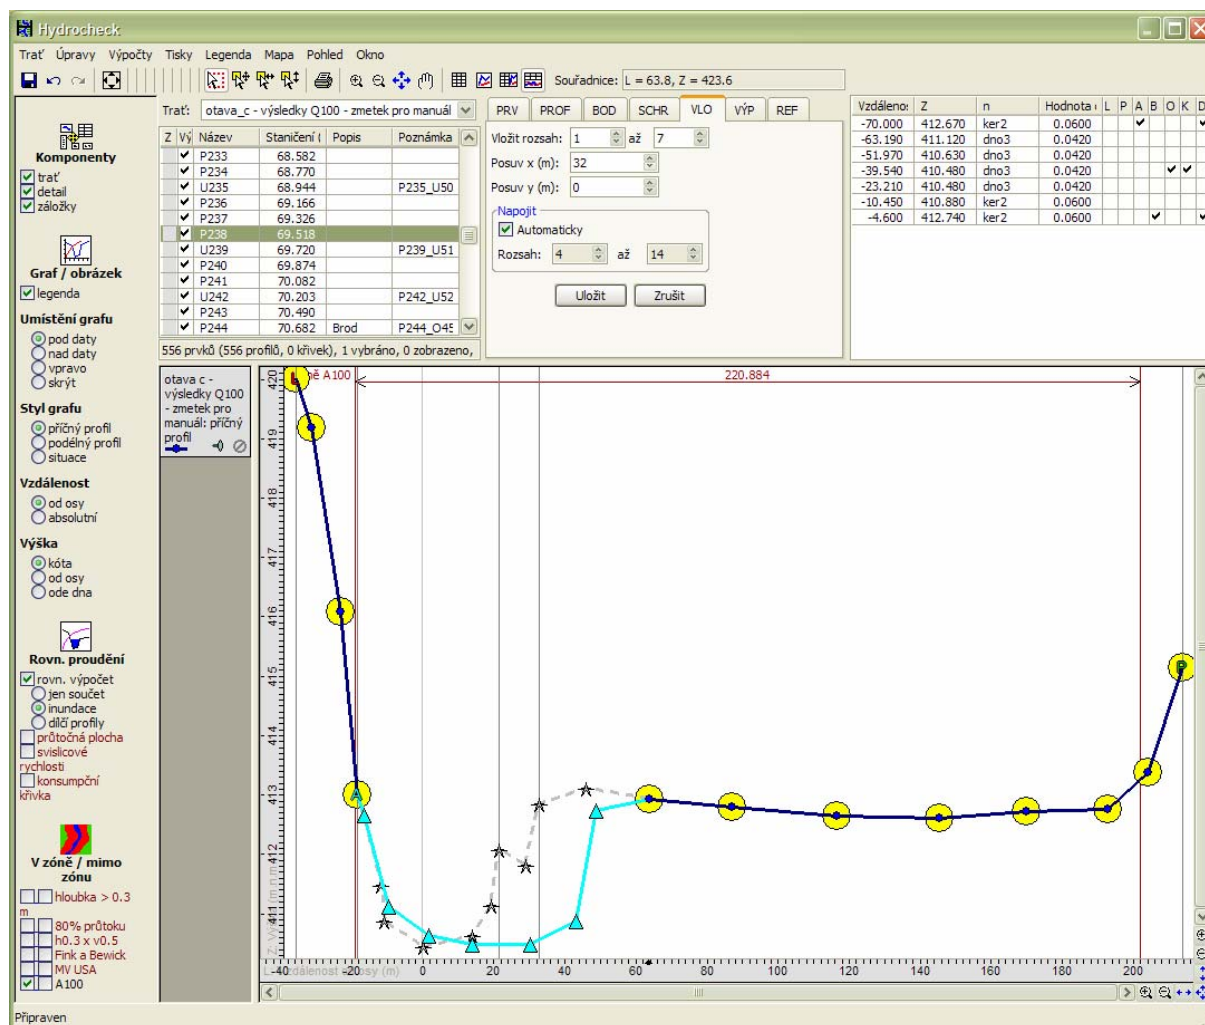 Hydrocheck
Trať Úpravy Výpočty Tisky Legenda Mapa Pohled Okno
Souřadnice: L = 63.8, Z = 423.6
Komponenty
trať
detail
záložky
Graf / obrázek
legenda
Umístění grafu
pod daty
nad daty
vpravo
skrýt
Styl grafu
příčný profil
podélný profil
situace
Vzdálenost
od osy
absolutní
Výška
kóta
od osy
ode dna
Rovn. proudění
rovn. výpočet
jen součet
inundace
dílčí profily
průtočná plocha
svislicové
rychlosti
konsumpční
křivka
V zóně / mimo
zónu
hloubka > 0.3
m
80% průtoku
h0.3 x v0.5
Fink a Bewick
MV USA
A100
Trať: otava_c - výsledky Q100 - zmetek pro manuál
Z Vý Název Staničení ( Popis Poznámka
P233 68.582
P234 68.770
U235 68.944 P235_U50
P236 69.166
P237 69.326
P238 69.518
U239 69.720 P239_U51
P240 69.874
P241 70.082
U242 70.203 P242_U52
P243 70.490
P244 70.682 Brod P244_O45
556 prvků (556 profilů, 0 křivek), 1 vybráno, 0 zobrazeno,
PRV PROF BOD SCHR VLO VÝP REF
Vložit rozsah: 1 až 7
Posuv x (m): 32
Posuv y (m): 0
Napojit
Automaticky
Rozsah: 4 až 14
Uložit Zrušit
Vzdálenos Z n Hodnota L P A B O K D
-70.000 412.670 ker2 0.0600
-63.190 411.120 dno3 0.0420
-51.970 410.630 dno3 0.0420
-39.540 410.480 dno3 0.0420
-23.210 410.480 dno3 0.0420
-10.450 410.880 ker2 0.0600
-4.600 412.740 ker2 0.0600
otava c -
výsledky Q100
- zmetek pro
manuál: příčný
profil
A100
220.884
L
A
P
420
419
418
417
416
415
414
413
412
411
-40 -20 0 20 40 60 80 100 120 140 160 180 200
Připraven